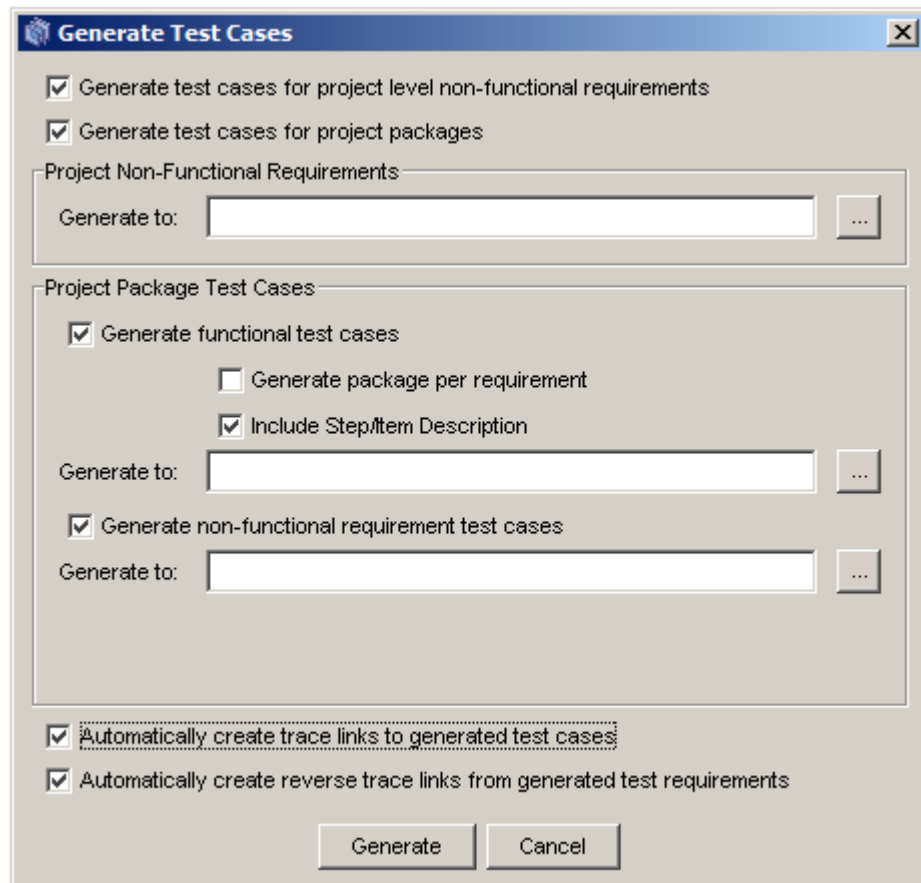 Generate Test Cases
Generate test cases for project level non-functional requirements
Generate test cases for project packages
Project Non-Functional Requirements
Generate to:
...
Project Package Test Cases
Generate functional test cases
Generate package per requirement
Include Step/Item Description
Generate to:
...
Generate non-functional requirement test cases
Generate to:
...
Automatically create trace links to generated test cases
Automatically create reverse trace links from generated test requirements
Generate Cancel